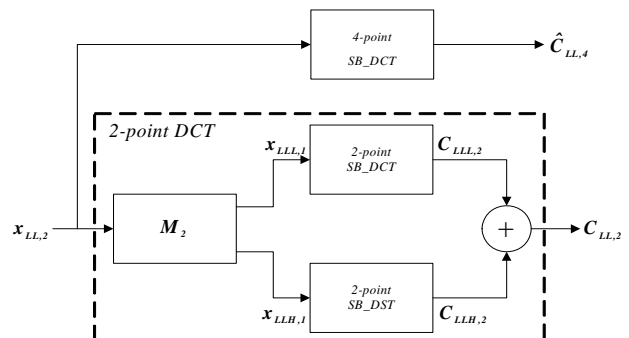 4-point
SB_DCT
Ĉ_LL,4
2-point DCT
x_LLL,1
2-point
SB_DCT
C_LLL,2
x_LL,2
M_2
+
C_LL,2
x_LLH,1
2-point
SB_DST
C_LLH,2